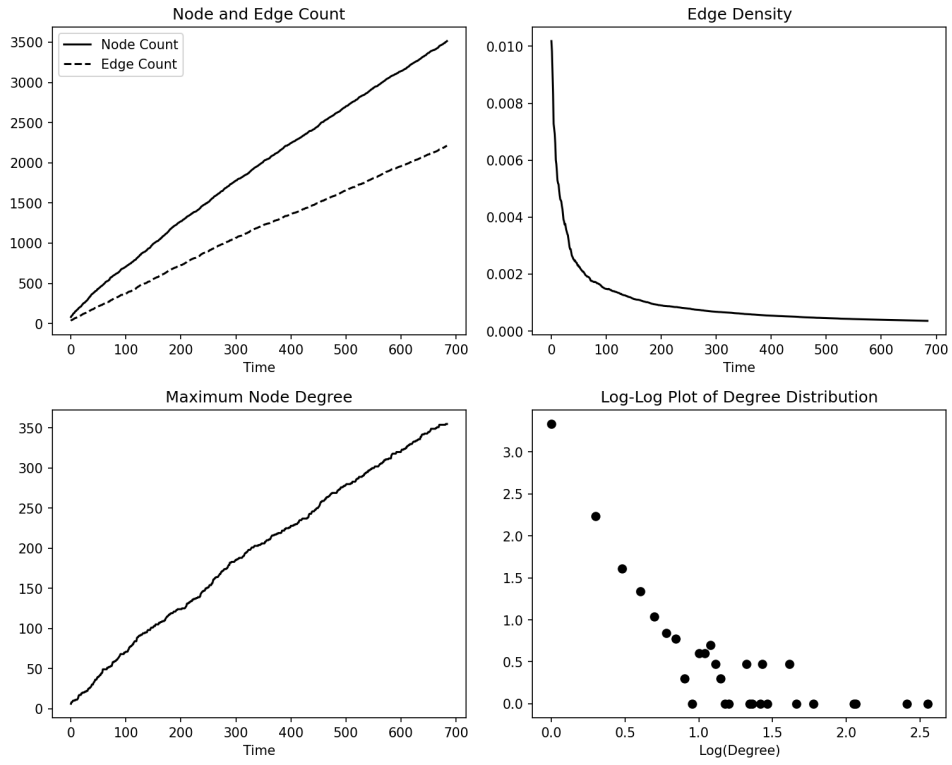 Node and Edge Count
Node Count
Edge Count
3500
3000
2500
2000
1500
1000
500
0
0 100 200 300 400 500 600 700
Time
Edge Density
0.010
0.008
0.006
0.004
0.002
0.000
0 100 200 300 400 500 600 700
Time
Maximum Node Degree
350
300
250
200
150
100
50
0
0 100 200 300 400 500 600 700
Time
Log-Log Plot of Degree Distribution
3.0
2.5
2.0
1.5
1.0
0.5
0.0
0.0 0.5 1.0 1.5 2.0 2.5
Log(Degree)